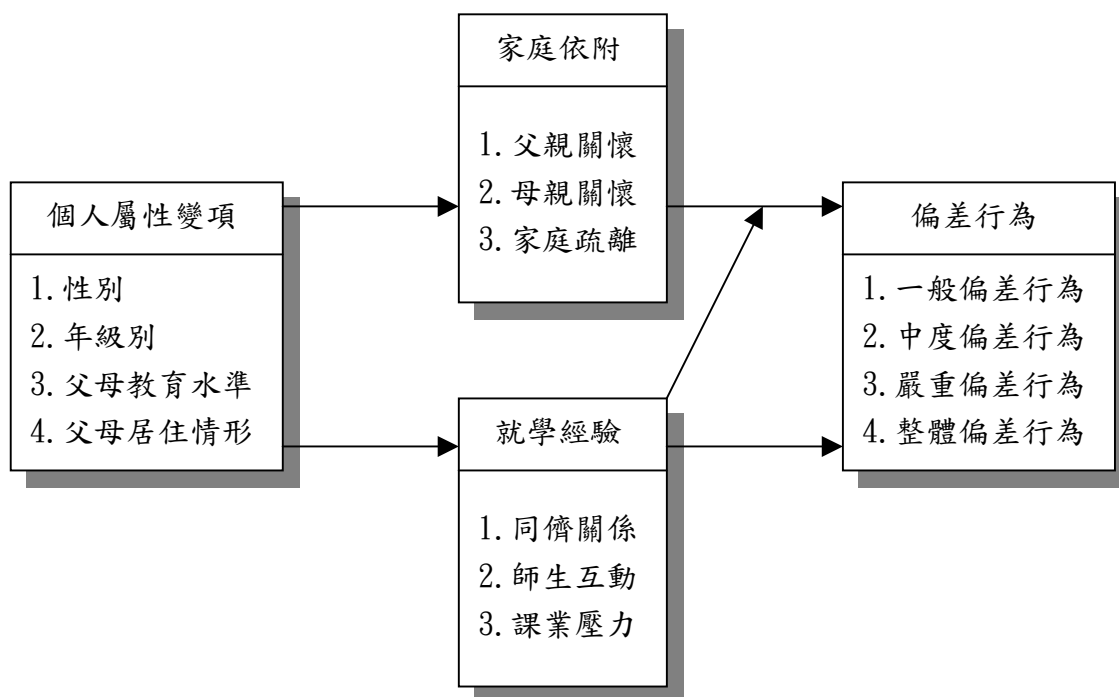 家庭依附
1.父親關懷
2.母親關懷
3.家庭疏離
個人屬性變項
1.性別
2.年級別
3.父母教育水準
4.父母居住情形
就學經驗
1.同儕關係
2.師生互動
3.課業壓力
偏差行為
1.一般偏差行為
2.中度偏差行為
3.嚴重偏差行為
4.整體偏差行為